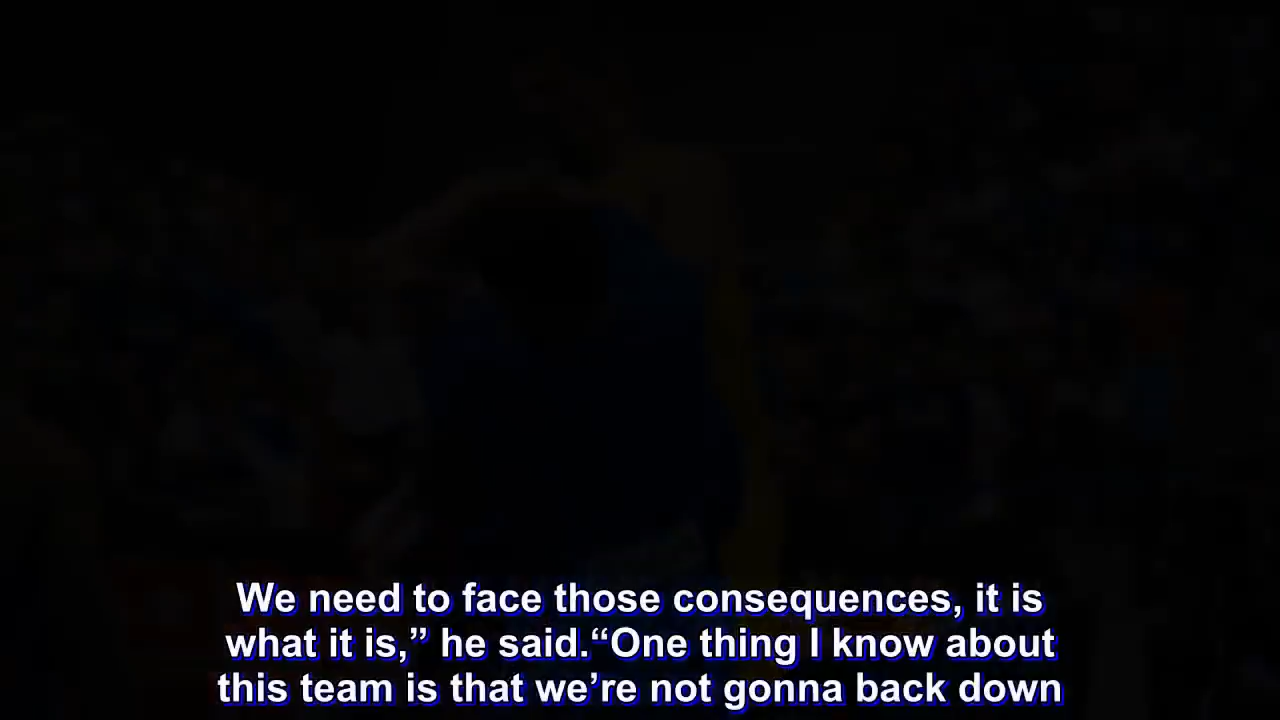 We need to face those consequences, it is
what it is,” he said.“One thing I know about
this team is that we’re not gonna back down